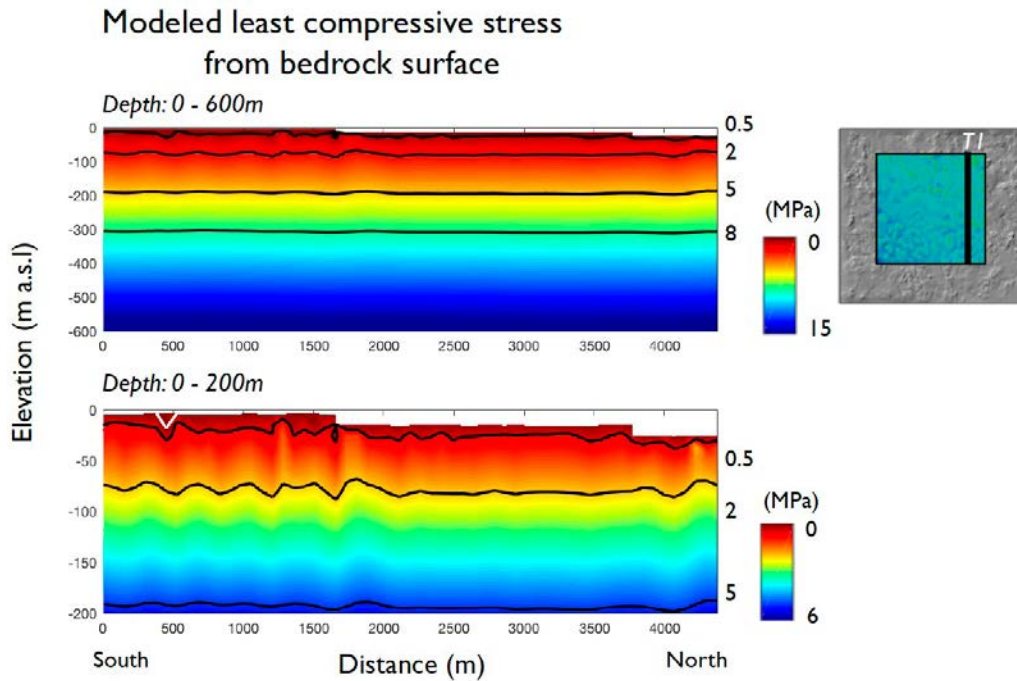 Modeled least compressive stress
from bedrock surface
Depth: 0 - 600m
0
-100
-200
-300
-400
-500
-600
0 500 1000 1500 2000 2500 3000 3500 4000
0.5
2
5
8
(MPa)
0
15
T1
Elevation (m a.s.l)
Depth: 0 - 200m
0
-50
-100
-150
-200
0 500 1000 1500 2000 2500 3000 3500 4000
0.5
2
5
(MPa)
0
6
South Distance (m) North